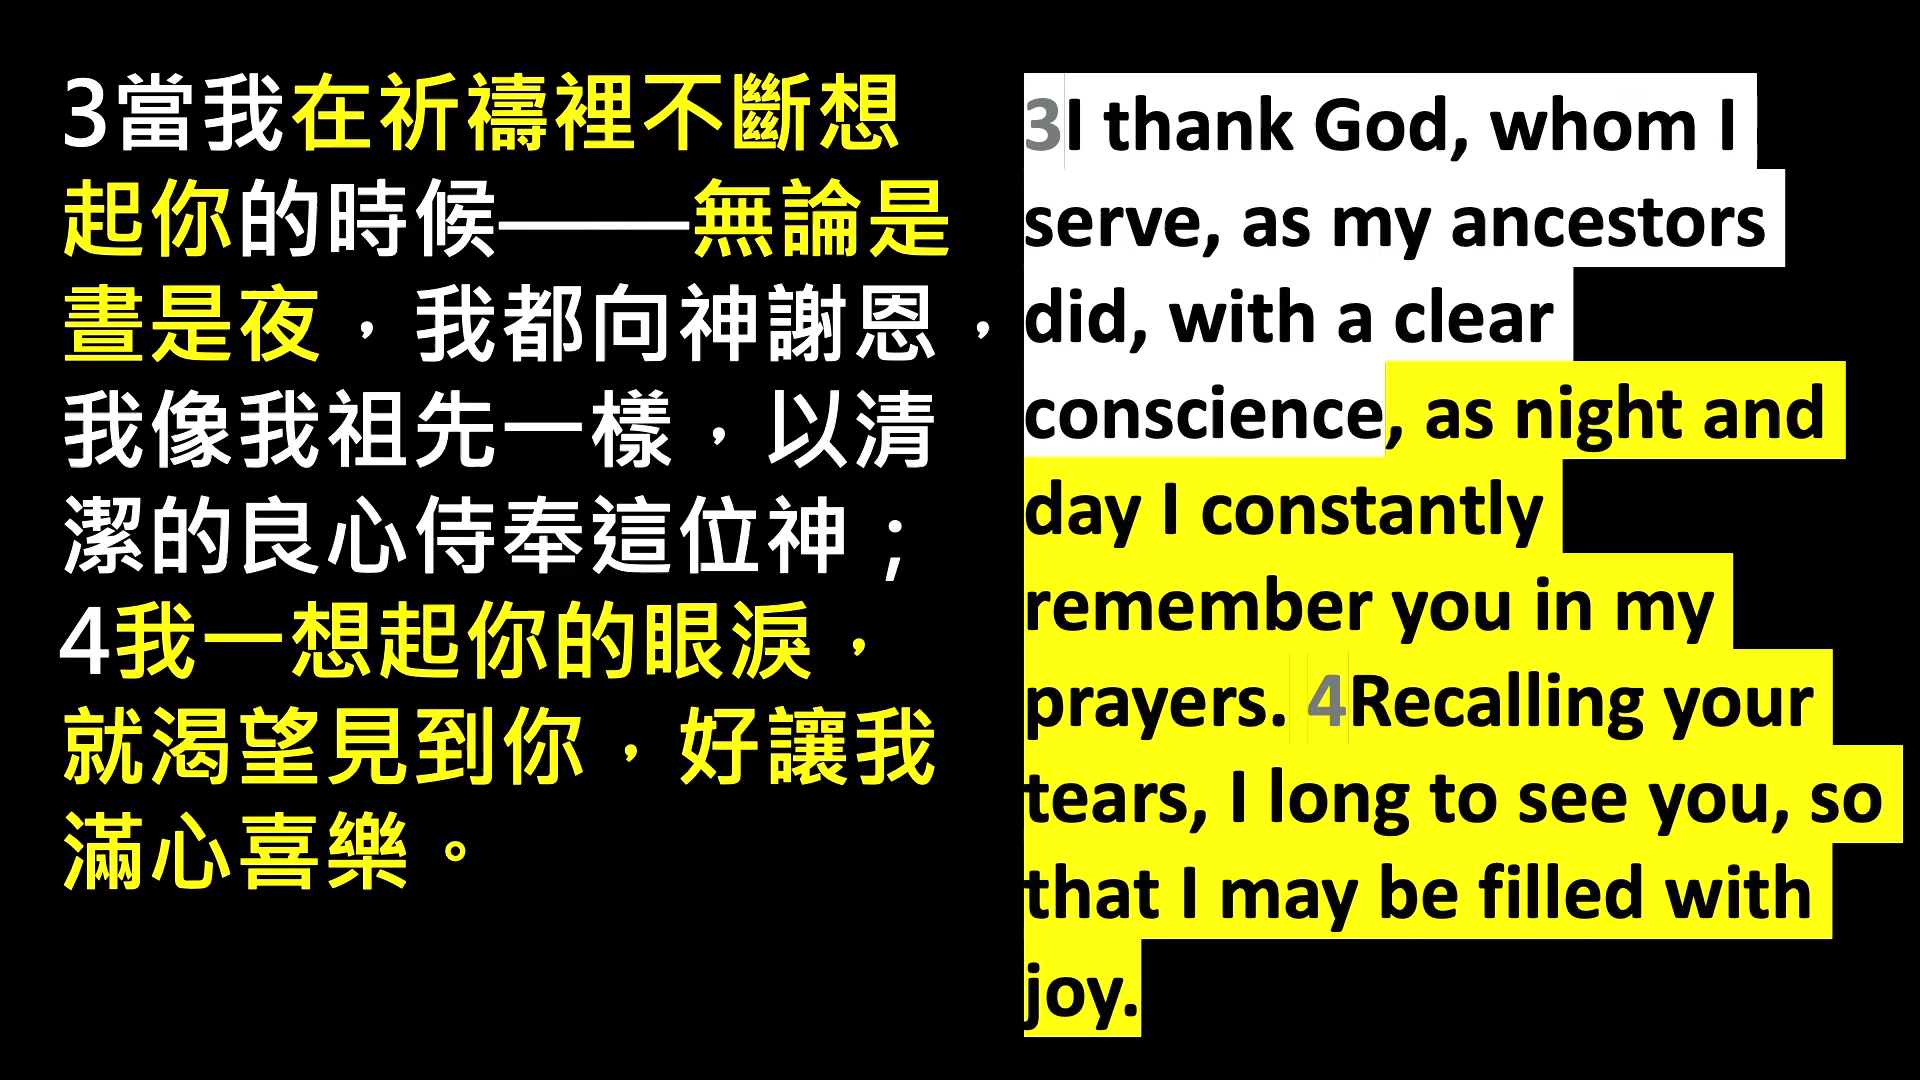 3當我在祈禱裡不斷想
起你的時候——無論是
晝是夜，我都向神謝恩，
我像我祖先一樣，以清
潔的良心侍奉這位神；
4我一想起你的眼淚，
就渴望見到你，好讓我
滿心喜樂。
3I thank God, whom I
serve, as my ancestors
did, with a clear
conscience, as night and
day I constantly
remember you in my
prayers. 4Recalling your
tears, I long to see you, so
that I may be filled with
joy.